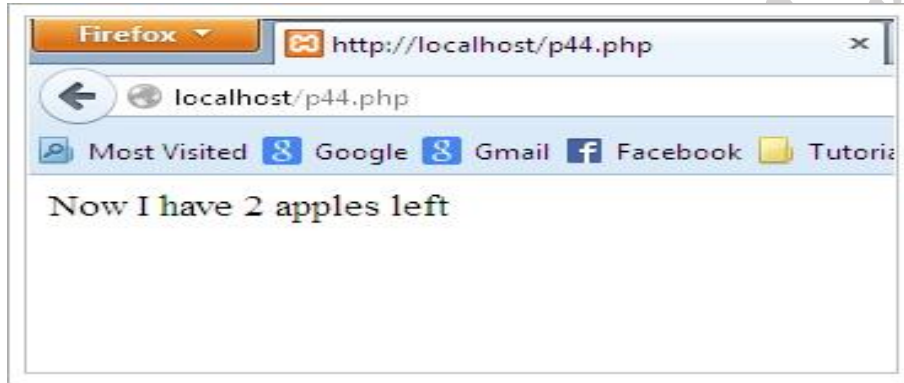 Firefox
http://localhost/p44.php
localhost/p44.php
Most Visited Google Gmail Facebook Tutoria
Now I have 2 apples left